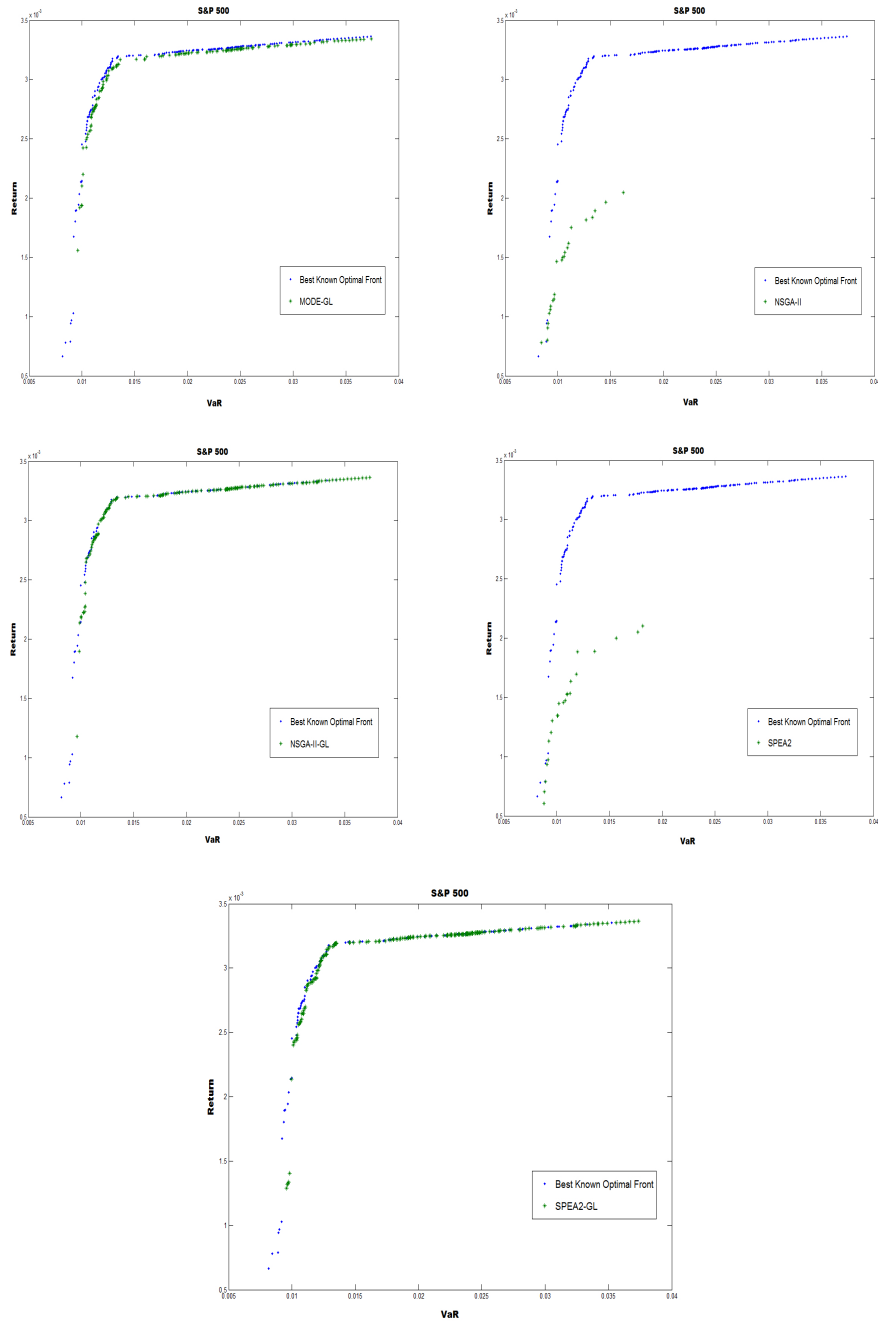 S&P 500
x 10-3
3.5
3
2.5
2
1.5
1
0.5
0.005 0.01 0.015 0.02 0.025 0.03 0.035 0.04
Return
VaR
Best Known Optimal Front
MODE-GL
S&P 500
x 10-3
3.5
3
2.5
2
1.5
1
0.5
0.005 0.01 0.015 0.02 0.025 0.03 0.035 0.04
Return
VaR
Best Known Optimal Front
NSGA-II
S&P 500
x 10-3
3.5
3
2.5
2
1.5
1
0.5
0.005 0.01 0.015 0.02 0.025 0.03 0.035 0.04
Return
VaR
Best Known Optimal Front
NSGA-II-GL
S&P 500
x 10-3
3.5
3
2.5
2
1.5
1
0.5
0.005 0.01 0.015 0.02 0.025 0.03 0.035 0.04
Return
VaR
Best Known Optimal Front
SPEA2
S&P 500
x 10-3
3.5
3
2.5
2
1.5
1
0.5
0.005 0.01 0.015 0.02 0.025 0.03 0.035 0.04
Return
VaR
Best Known Optimal Front
SPEA2-GL